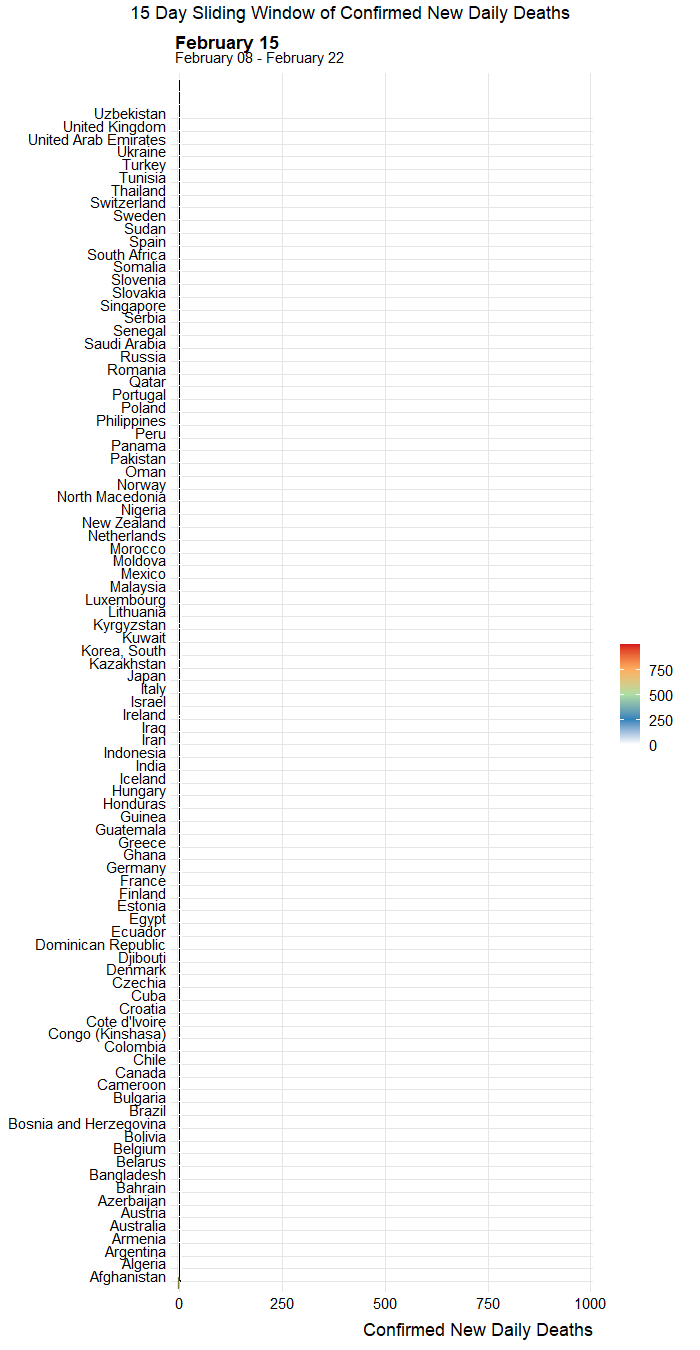 15 Day Sliding Window of Confirmed New Daily Deaths
February 15
February 08 - February 22
Uzbekistan
United Kingdom
United Arab Emirates
Ukraine
Turkey
Tunisia
Thailand
Switzerland
Sweden
Sudan
Spain
South Africa
Somalia
Slovenia
Slovakia
Singapore
Serbia
Senegal
Saudi Arabia
Russia
Romania
Qatar
Portugal
Poland
Philippines
Peru
Panama
Pakistan
Oman
Norway
North Macedonia
Nigeria
New Zealand
Netherlands
Morocco
Moldova
Mexico
Malaysia
Luxembourg
Lithuania
Kyrgyzstan
Kuwait
Korea, South
Kazakhstan
Japan
Italy
Israel
Ireland
Iraq
Iran
Indonesia
India
Iceland
Hungary
Honduras
Guinea
Guatemala
Greece
Ghana
Germany
France
Finland
Estonia
Egypt
Ecuador
Dominican Republic
Djibouti
Denmark
Czechia
Cuba
Croatia
Cote d'Ivoire
Congo (Kinshasa)
Colombia
Chile
Canada
Cameroon
Bulgaria
Brazil
Bosnia and Herzegovina
Bolivia
Belgium
Belarus
Bangladesh
Bahrain
Azerbaijan
Austria
Australia
Armenia
Argentina
Algeria
Afghanistan
0 250 500 750 1000
Confirmed New Daily Deaths
750
500
250
0